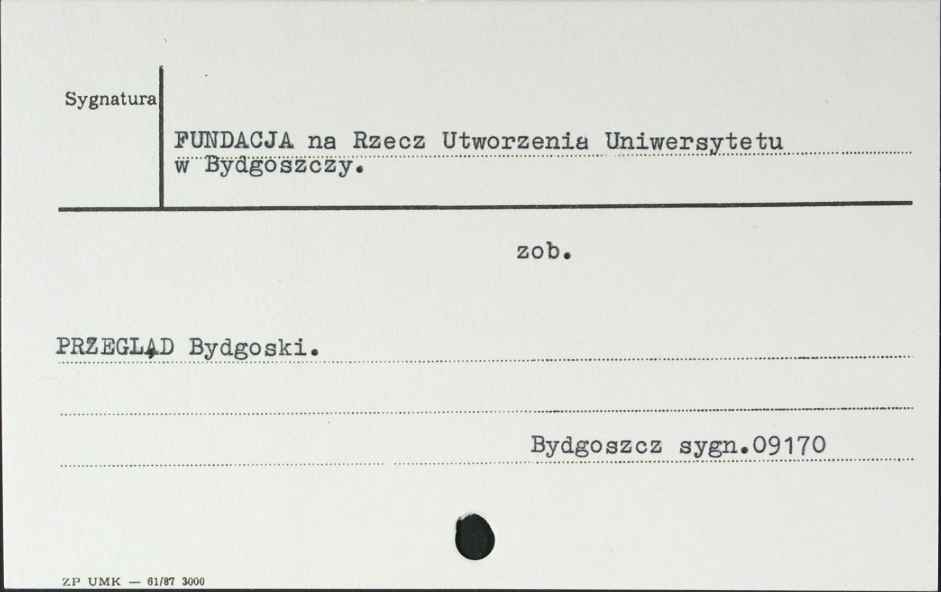 Sygnatura
FUNDACJA na Rzecz Utworzenia Uniwersytetu
w Bydgoszczy.
zob.
PRZEGLĄD Bydgoski.
Bydgoszcz sygn.09170
ZP UMK — 61/87 3000